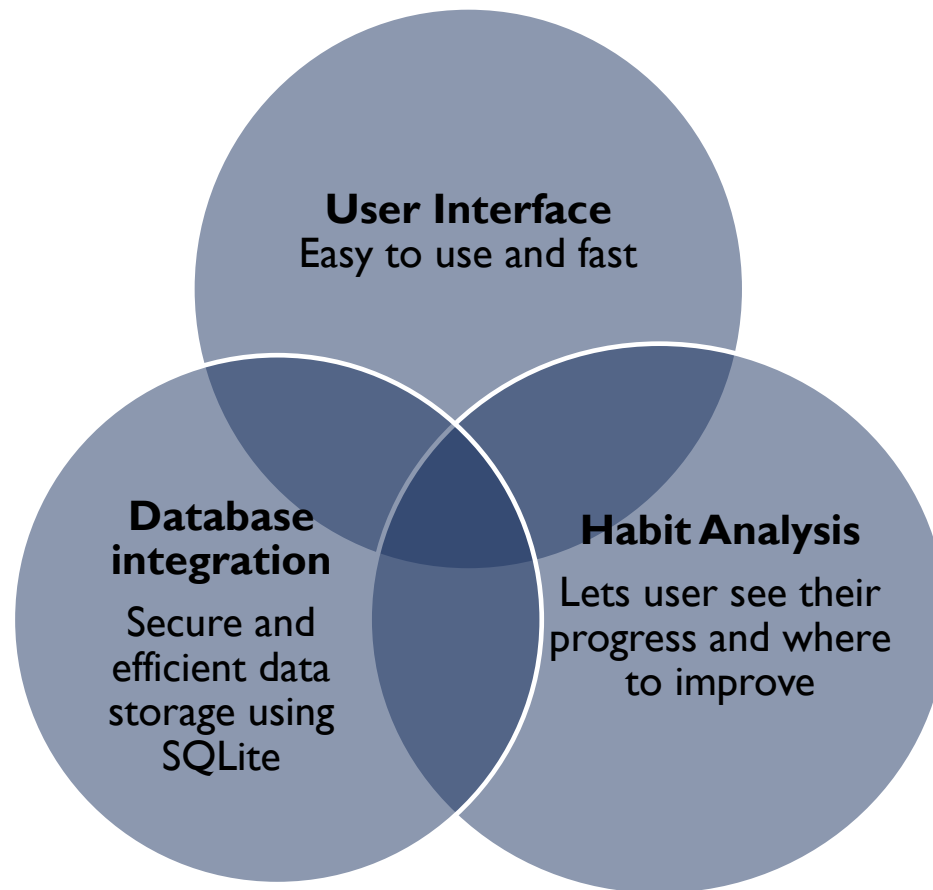 User Interface
Easy to use and fast
Database
integration
Secure and
efficient data
storage using
SQLite
Habit Analysis
Lets user see their
progress and where
to improve